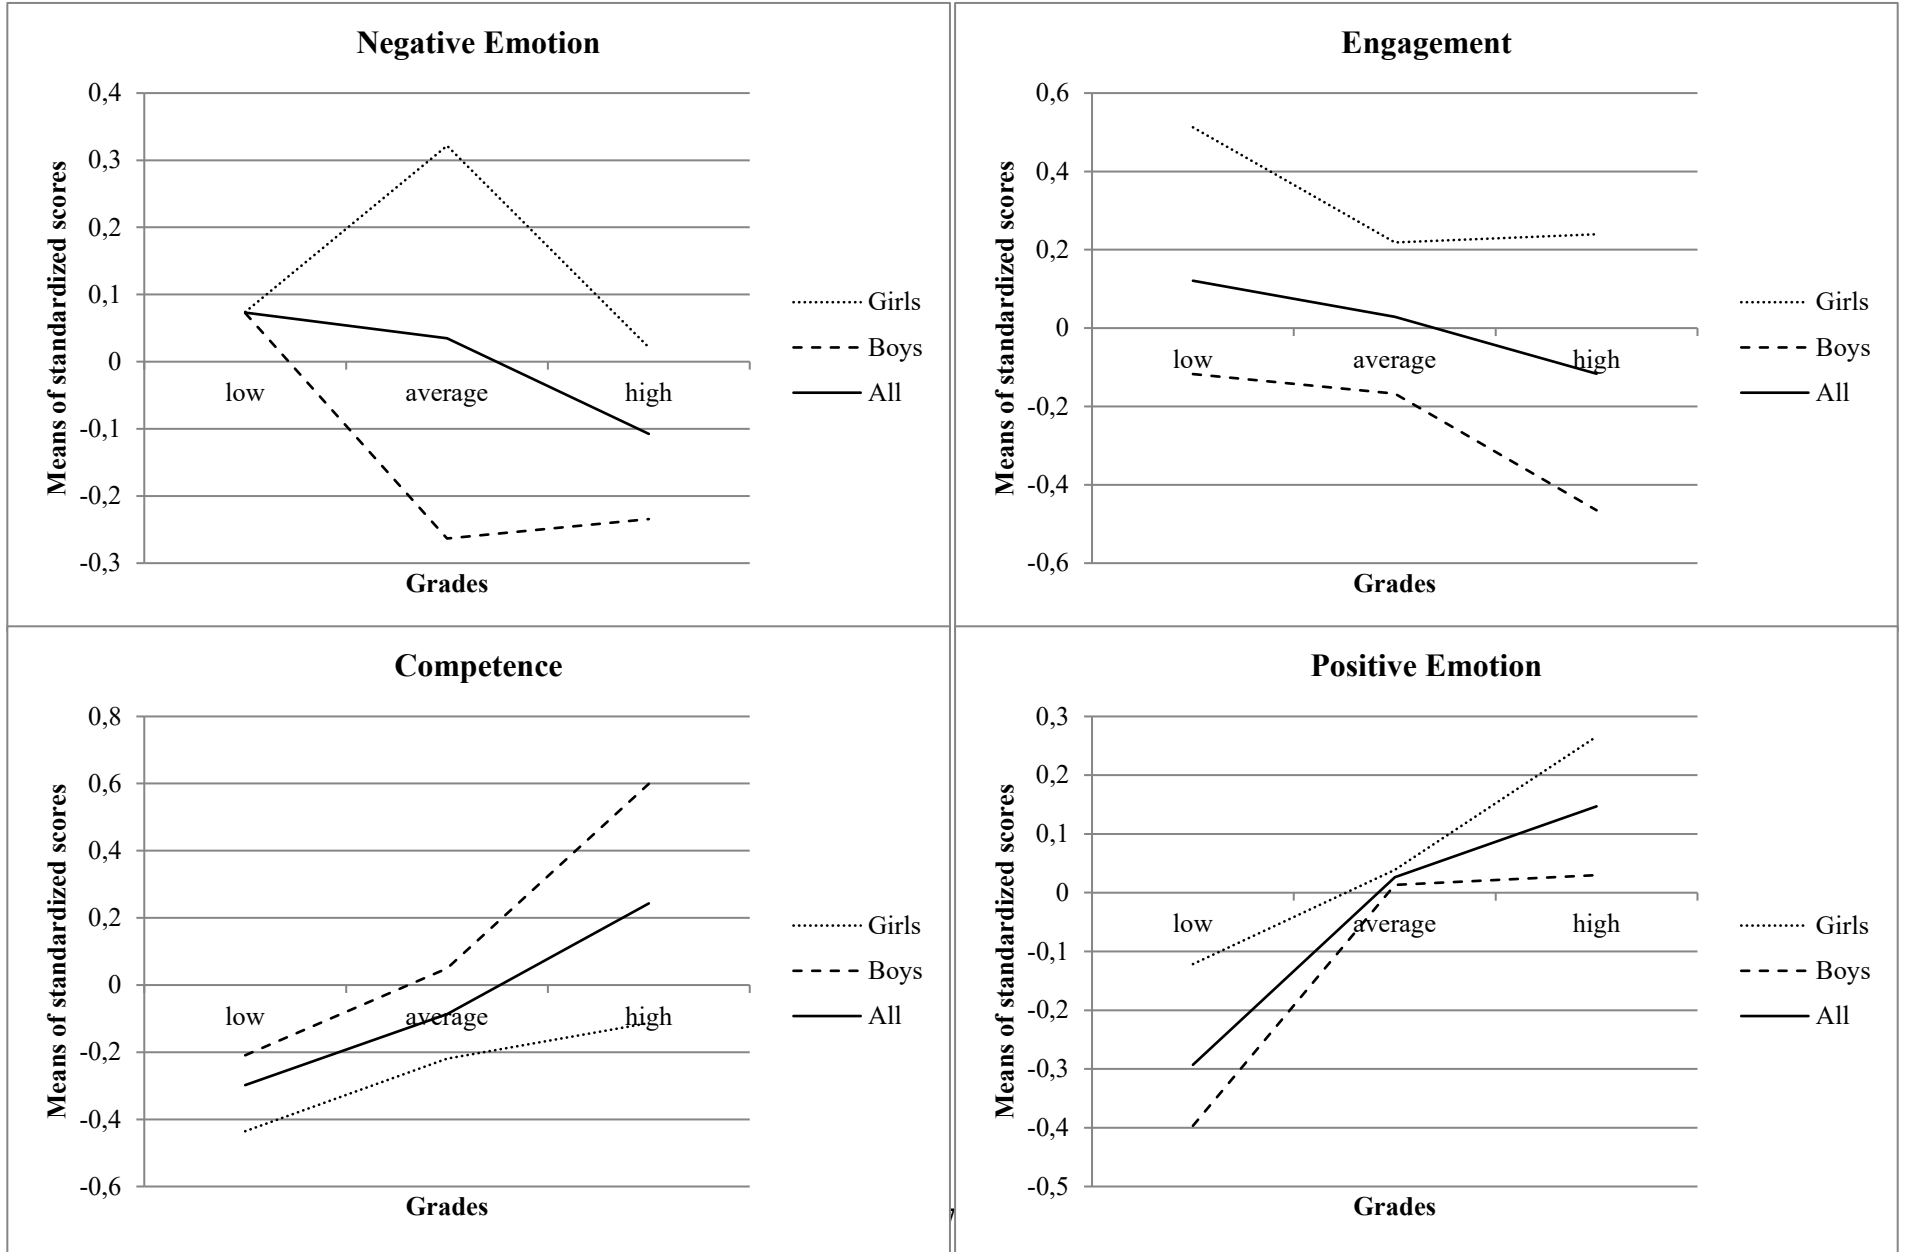 Negative Emotion
Means of standardized scores
0,4
0,3
0,2
0,1
0
-0,1
-0,2
-0,3
low average high
Grades
Girls
Boys
All
Engagement
Means of standardized scores
0,6
0,4
0,2
0
-0,2
-0,4
-0,6
low average high
Grades
Girls
Boys
All
Competence
Means of standardized scores
0,8
0,6
0,4
0,2
0
-0,2
-0,4
-0,6
low average high
Grades
Girls
Boys
All
Positive Emotion
Means of standardized scores
0,3
0,2
0,1
0
-0,1
-0,2
-0,3
-0,4
-0,5
low average high
Grades
Girls
Boys
All